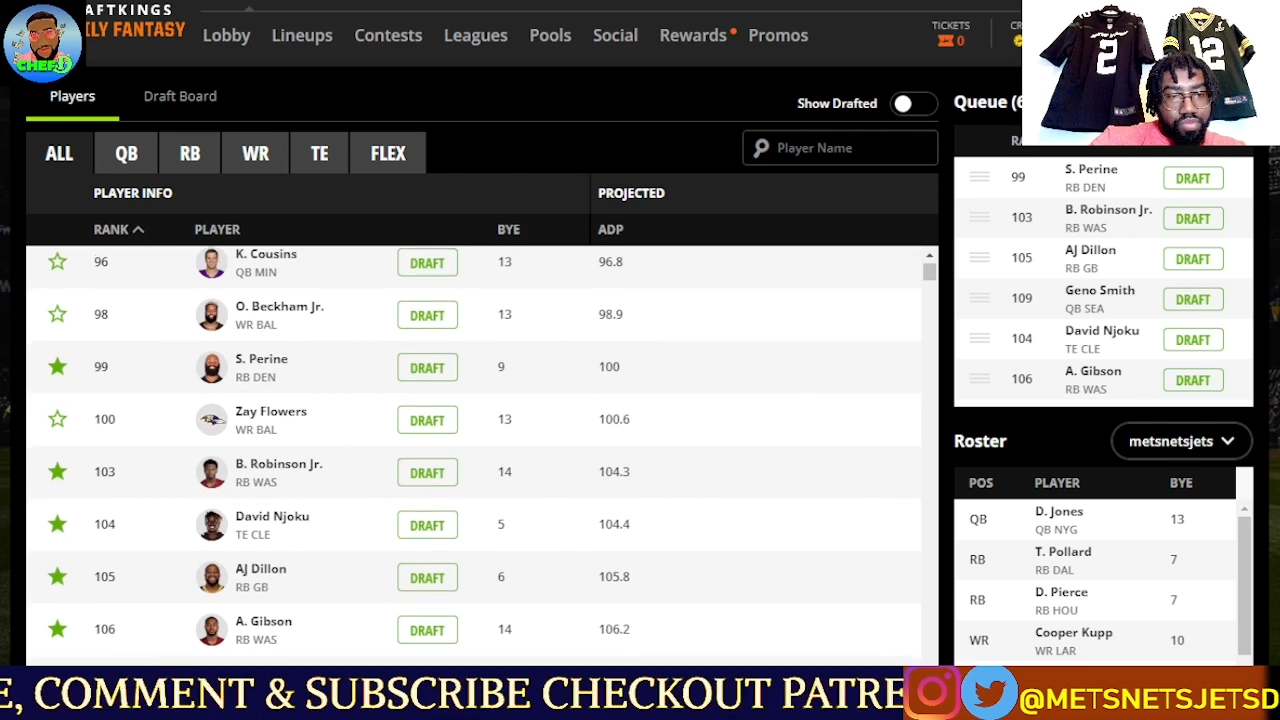 AFTKINGS
LY FANTASY
CHEF
Lobby Lineups Contests Leagues Pools Social Rewards Promos
TICKETS
0
2
12
Players Draft Board
Show Drafted
Queue (6
ALL QB RB WR TE FLEX
Player Name
PLAYER INFO PROJECTED
RANK PLAYER BYE ADP
96 K. Cousins QB MIN DRAFT 13 96.8
98 O. Beckham Jr. WR BAL DRAFT 13 98.9
99 S. Perine RB DEN DRAFT 9 100
100 Zay Flowers WR BAL DRAFT 13 100.6
103 B. Robinson Jr. RB WAS DRAFT 14 104.3
104 David Njoku TE CLE DRAFT 5 104.4
105 AJ Dillon RB GB DRAFT 6 105.8
106 A. Gibson RB WAS DRAFT 14 106.2
99 S. Perine RB DEN DRAFT
103 B. Robinson Jr. RB WAS DRAFT
105 AJ Dillon RB GB DRAFT
109 Geno Smith QB SEA DRAFT
104 David Njoku TE CLE DRAFT
106 A. Gibson RB WAS DRAFT
Roster metsnetsjets
POS PLAYER BYE
QB D. Jones QB NYG 13
RB T. Pollard RB DAL 7
RB D. Pierce RB HOU 7
WR Cooper Kupp WR LAR 10
E, COMMENT & SUBSCRIBE CHECKOUT PATRE
@METSNETSJETSD